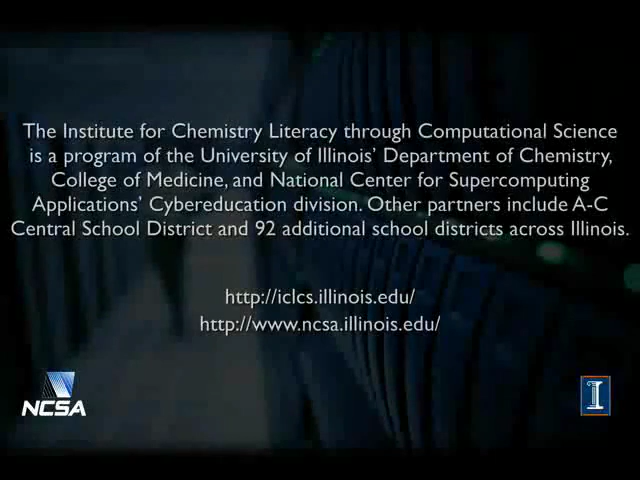 The Institute for Chemistry Literacy through Computational Science
is a program of the University of Illinois' Department of Chemistry,
College of Medicine, and National Center for Supercomputing
Applications' Cybereducation division. Other partners include A-C
Central School District and 92 additional school districts across Illinois.
http://iclcs.illinois.edu/
http://www.ncsa.illinois.edu/
NCSA
I